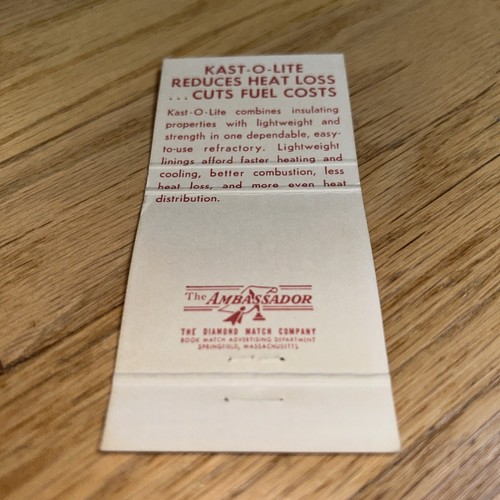 KAST-O-LITE
REDUCES HEAT LOSS
... CUTS FUEL COSTS
Kast-O-Lite combines insulating
properties with lightweight and
strength in one dependable, easy-
to-use refractory. Lightweight
linings afford faster heating and
cooling, better combustion, less
heat loss, and more even heat
distribution.
The AMBASSADOR
THE DIAMOND MATCH COMPANY
BOOK MATCH ADVERTISING DEPARTMENT
SPRINGFIELD, MASSACHUSETTS